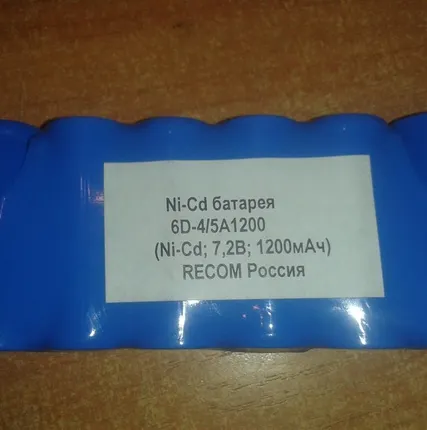 Ni-Cd батарея
6D-4/5A1200
(Ni-Cd; 7,2В; 1200мАч)
RECOM Россия